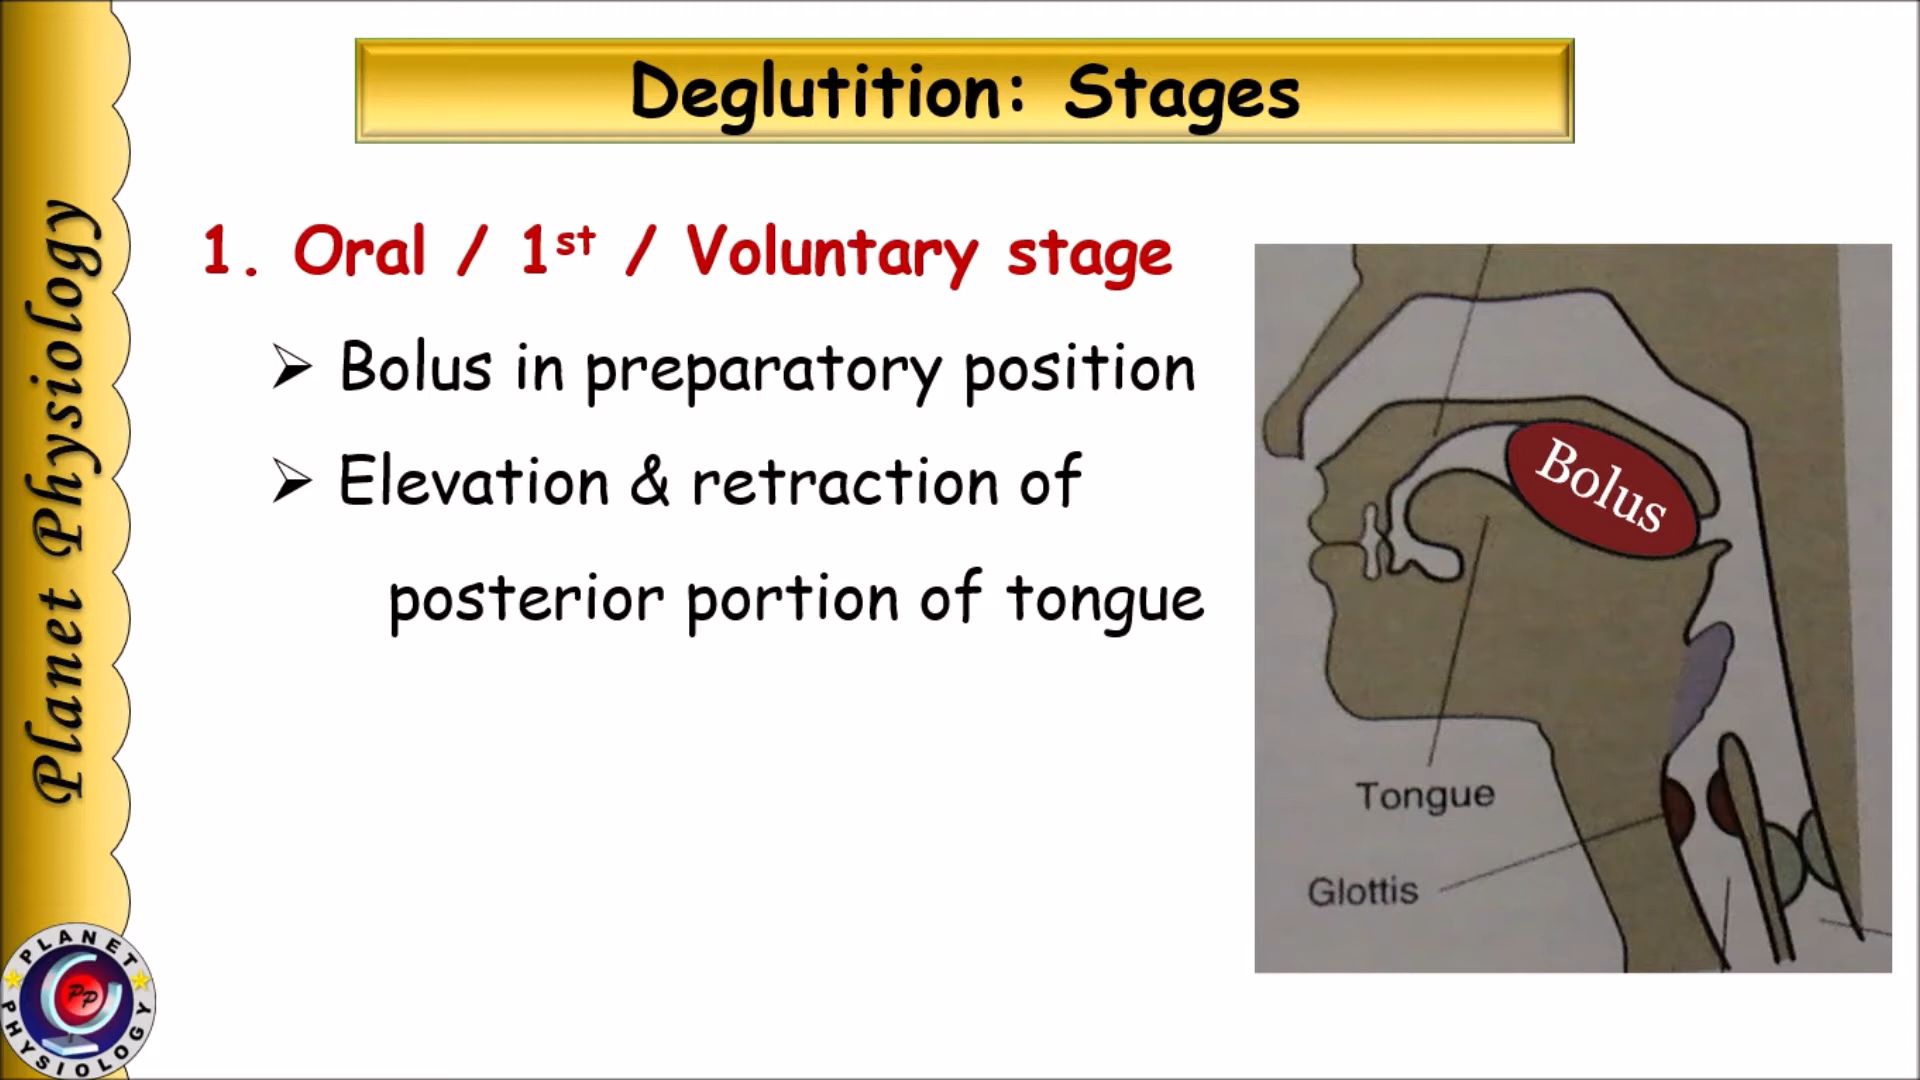 Deglutition: Stages
1. Oral / 1st / Voluntary stage
➢ Bolus in preparatory position
➢ Elevation & retraction of
posterior portion of tongue
Bolus
Tongue
Glottis
Planet Physiology
PLANET
PP
PHYSIOLOGY